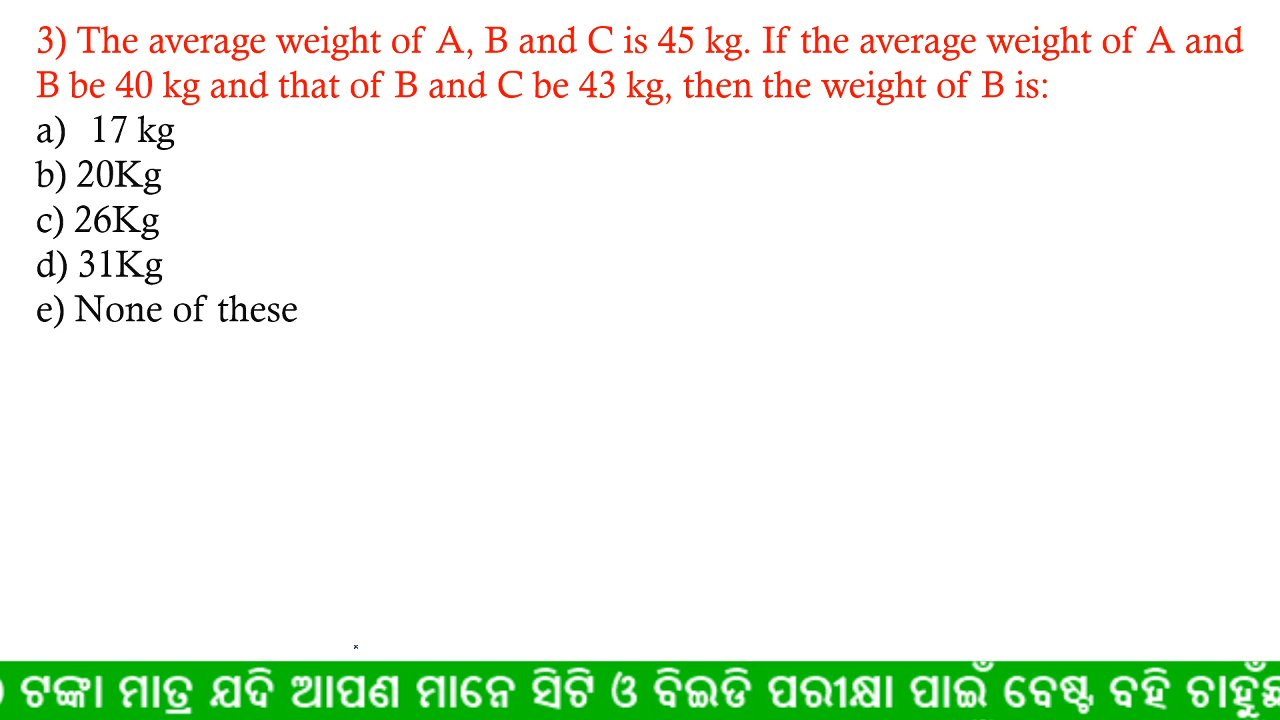 3) The average weight of A, B and C is 45 kg. If the average weight of A and
B be 40 kg and that of B and C be 43 kg, then the weight of B is:
a) 17 kg
b) 20Kg
c) 26Kg
d) 31Kg
e) None of these
ଟଙ୍କା ମାତ୍ର ଯଦି ଆପଣ ମାନେ ସିଟି ଓ ବିଇଡି ପରୀକ୍ଷା ପାଇଁ ବେଷ୍ଟ ବହି